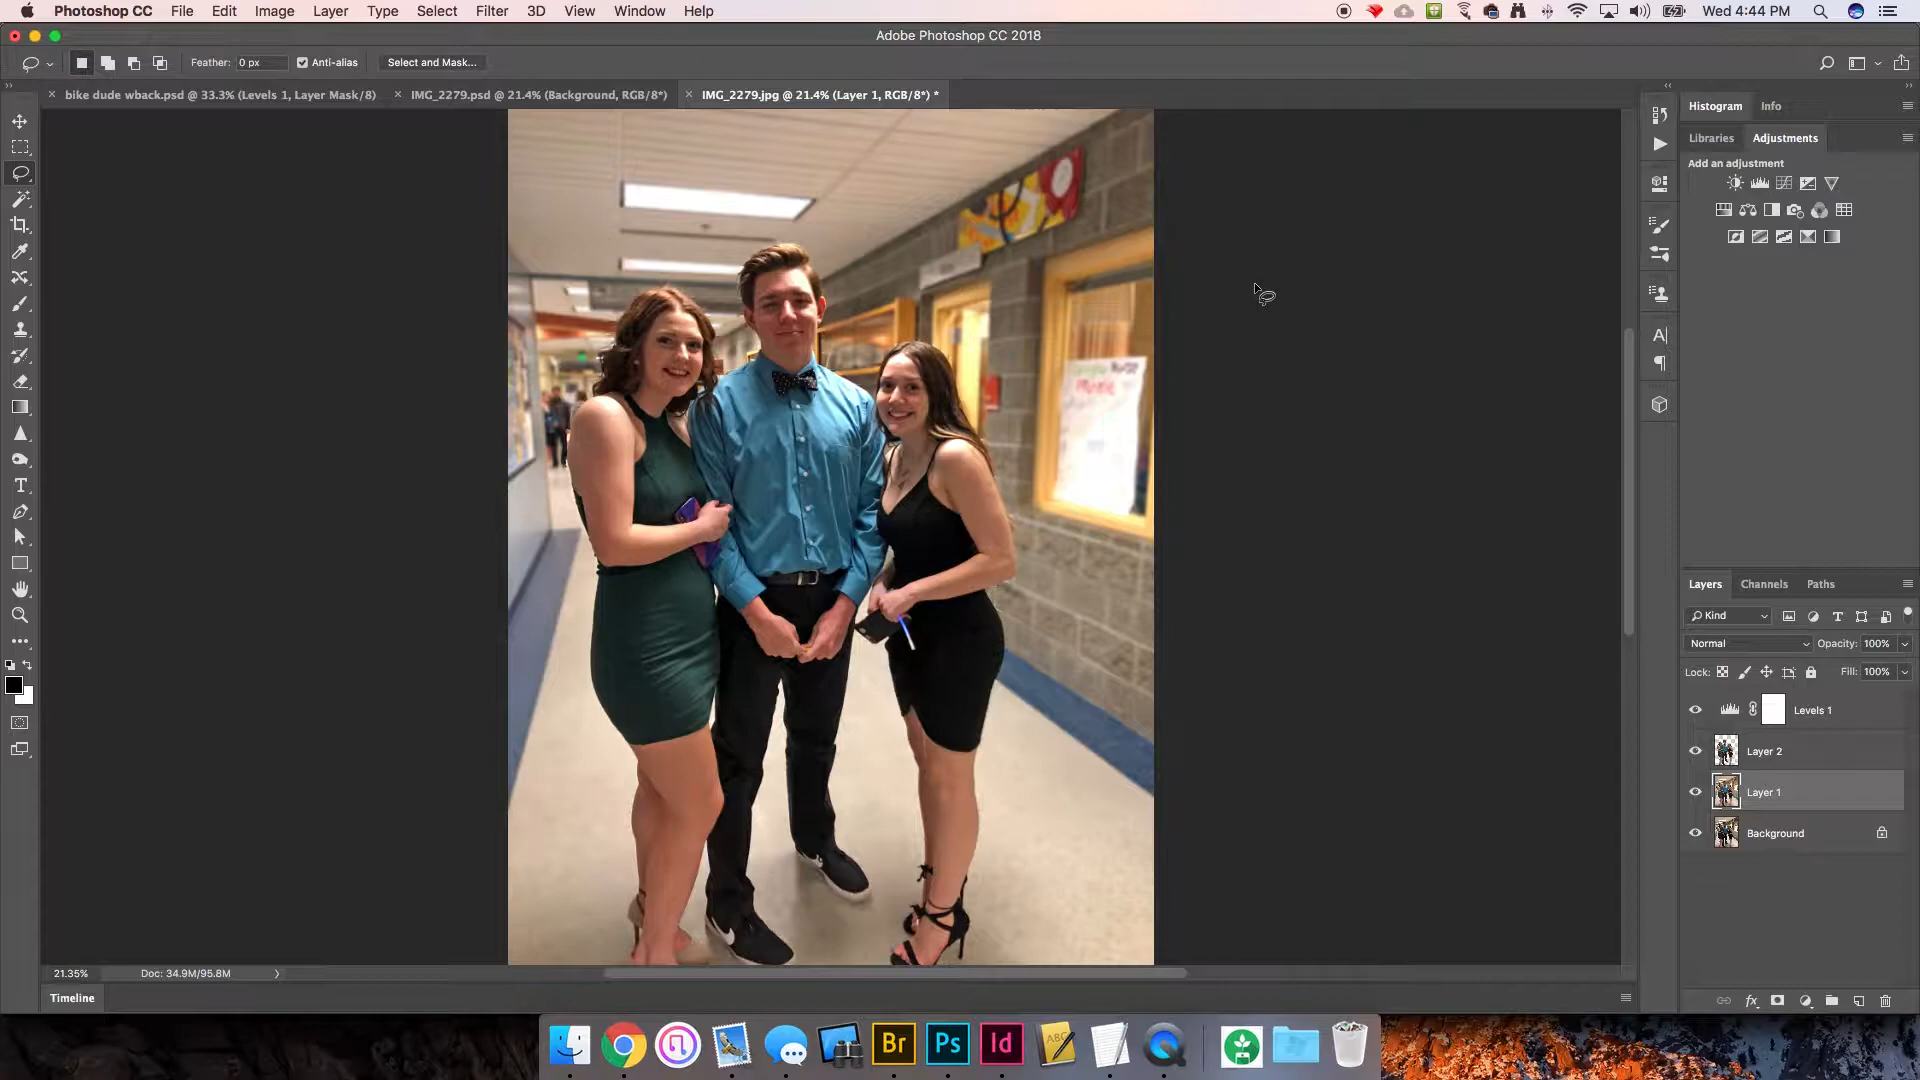 Photoshop CC File Edit Image Layer Type Select Filter 3D View Window Help
Wed 4:44 PM
Adobe Photoshop CC 2018
Feather: 0 px Anti-alias Select and Mask...
bike dude wback.psd @ 33.3% (Levels 1, Layer Mask/8)
IMG_2279.psd @ 21.4% (Background, RGB/8*)
IMG_2279.jpg @ 21.4% (Layer 1, RGB/8*) *
Histogram Info
Libraries Adjustments
Add an adjustment
Layers Channels Paths
Kind
Normal Opacity: 100%
Lock: Fill: 100%
Levels 1
Layer 2
Layer 1
Background
21.35% Doc: 34.9M/95.8M
Timeline
Br Ps Id